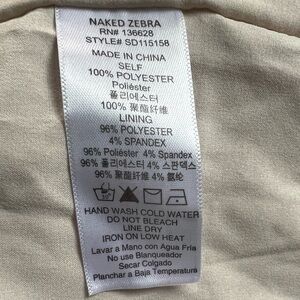 NAKED ZEBRA
RN# 136628
STYLE# SD115158
MADE IN CHINA
SELF
100% POLYESTER
Poliéster
폴리에스터
100% 聚酯纤维
LINING
96% POLYESTER
4% SPANDEX
96% Poliéster 4% Spandex
96% 폴리에스터 4% 스판덱스
96% 聚酯纤维 4% 氨纶
HAND WASH COLD WATER
DO NOT BLEACH
LINE DRY
IRON ON LOW HEAT
Lavar a Mano con Agua Fria
No use Blanqueador
Secar Colgado
Planchar a Baja Temperatura